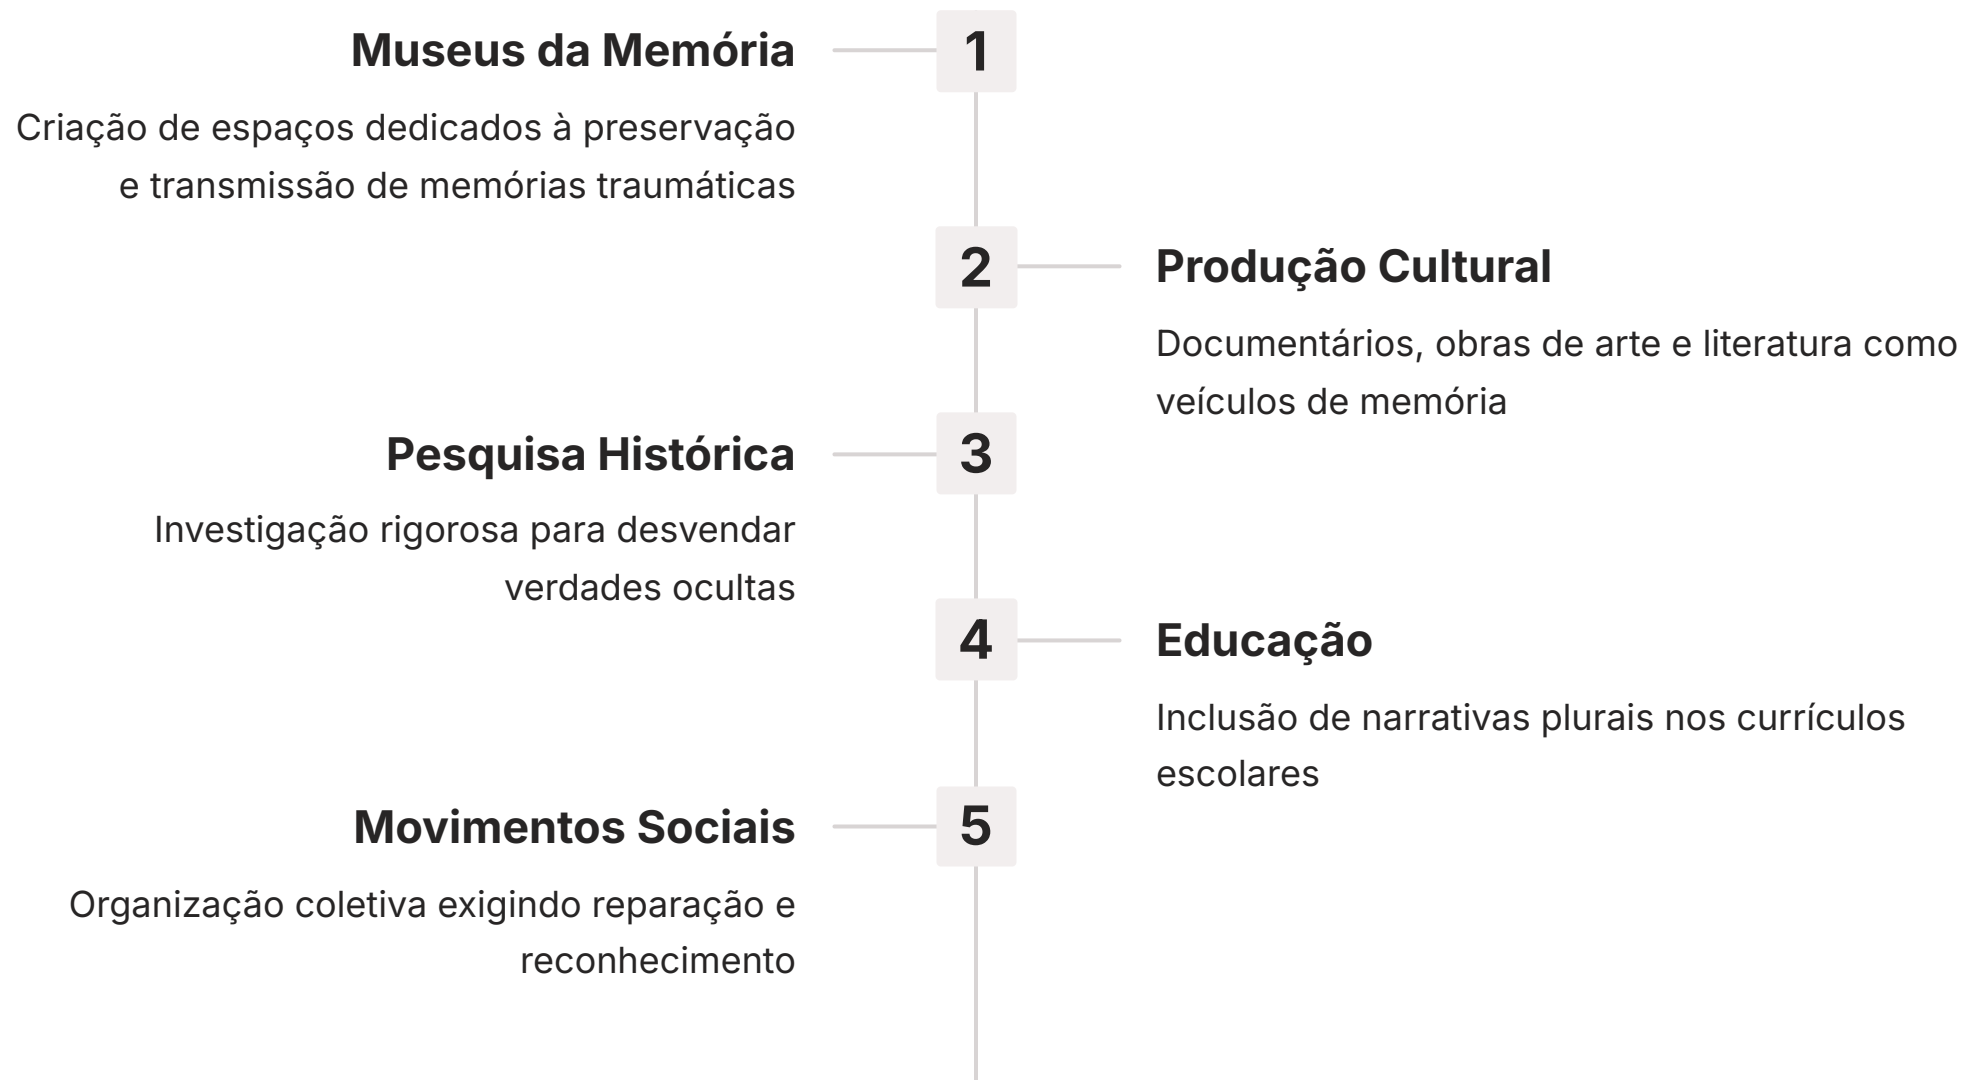 Museus da Memória
1
Criação de espaços dedicados à preservação
e transmissão de memórias traumáticas
2
Produção Cultural
Documentários, obras de arte e literatura como
veículos de memória
3
Pesquisa Histórica
Investigação rigorosa para desvendar
verdades ocultas
4
Educação
Inclusão de narrativas plurais nos currículos
escolares
5
Movimentos Sociais
Organização coletiva exigindo reparação e
reconhecimento